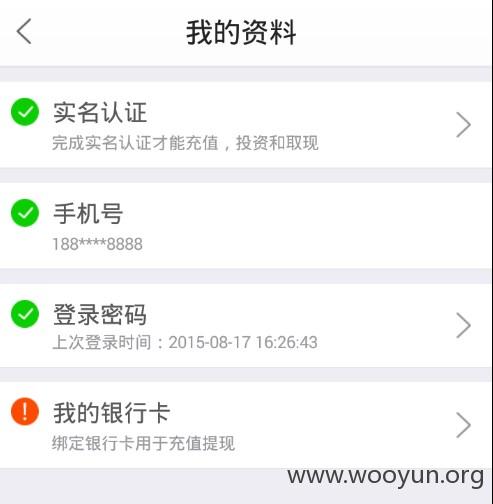 我的资料
实名认证
完成实名认证才能充值，投资和取现
手机号
188****8888
登录密码
上次登录时间：2015-08-17 16:26:43
我的银行卡
绑定银行卡用于充值提现
www.wooyun.org